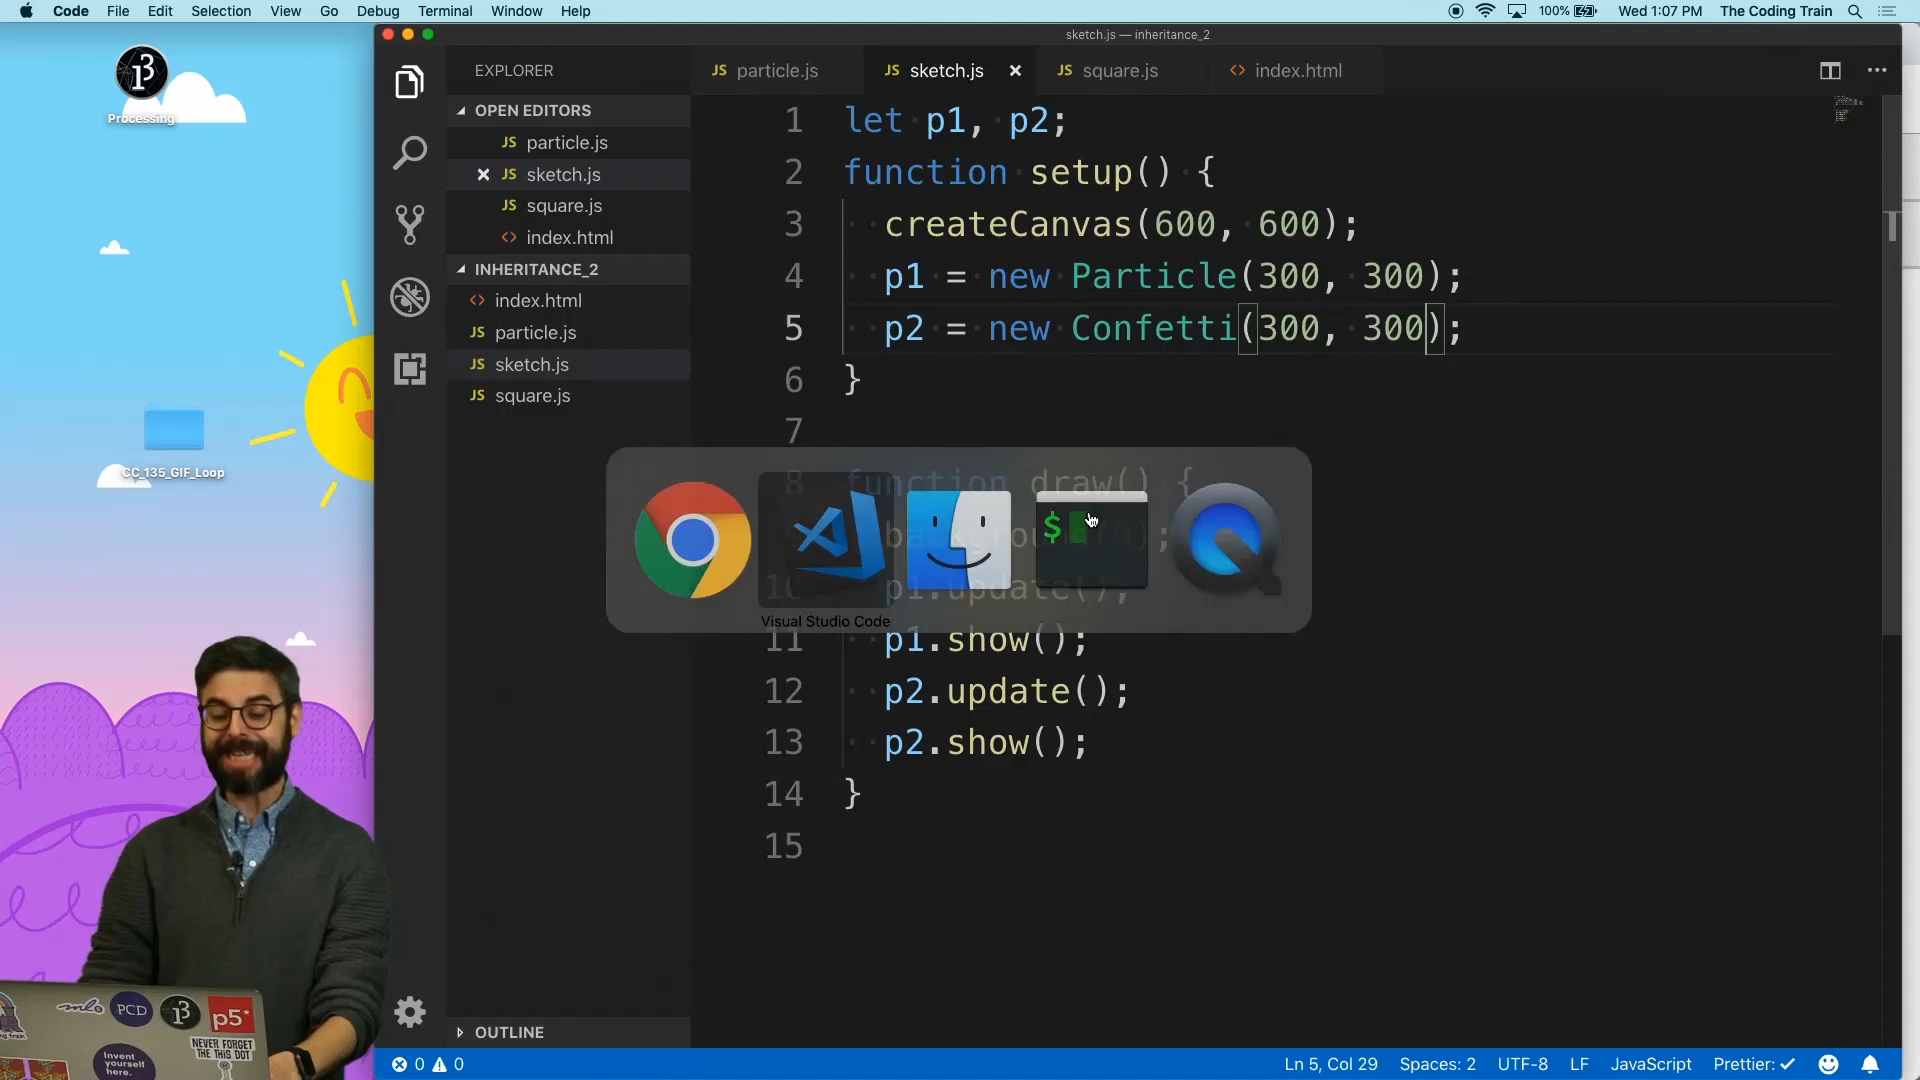 Code File Edit Selection View Go Debug Terminal Window Help
100% Wed 1:07 PM The Coding Train
Processing
CC_135_GIF_Loop
sketch.js — inheritance_2
EXPLORER
OPEN EDITORS
JS particle.js
JS sketch.js
JS square.js
<> index.html
INHERITANCE_2
<> index.html
JS particle.js
JS sketch.js
JS square.js
OUTLINE
JS particle.js JS sketch.js JS square.js <> index.html
1 let p1, p2;
2 function setup() {
3 createCanvas(600, 600);
4 p1 = new Particle(300, 300);
5 p2 = new Confetti(300, 300);
6 }
7
8 function draw() {
$
p1.update();
Visual Studio Code
11 p1.show();
12 p2.update();
13 p2.show();
14 }
15
mho
PCD
p5*
NEVER FORGET
THE THIS DOT
Invent
yourself
here.
0 0 Ln 5, Col 29 Spaces: 2 UTF-8 LF JavaScript Prettier: ✓